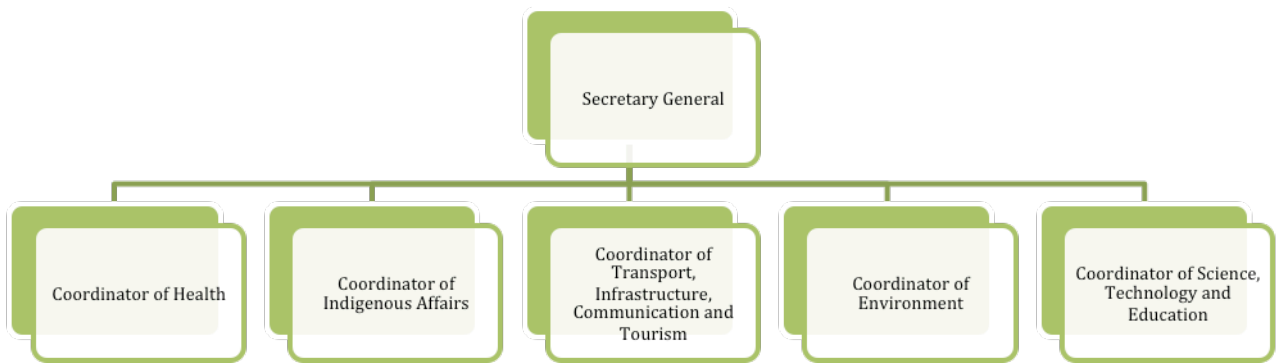 Secretary General
Coordinator of Health
Coordinator of
Indigenous Affairs
Coordinator of
Transport,
Infrastructure,
Communication and
Tourism
Coordinator of
Environment
Coordinator of Science,
Technology and
Education